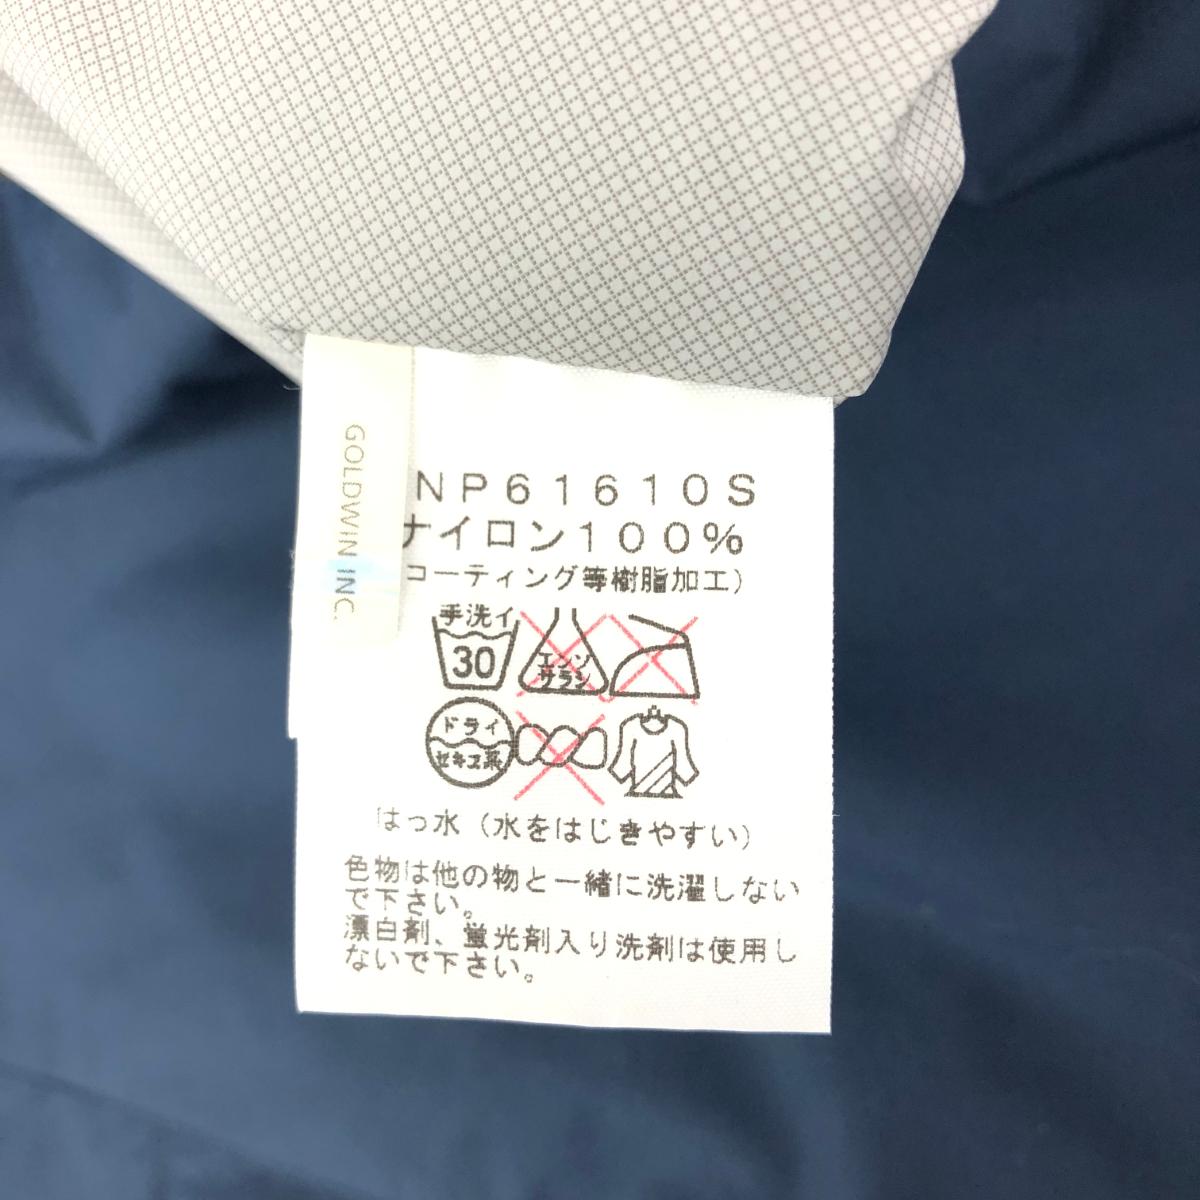 GOLDWIN INC.
NP61610S
ナイロン100%
コーティング等樹脂加工)
手洗イ
30
エンソ
サラシ
ドライ
セキユ系
はっ水 (水をはじきやすい)
色物は他の物と一緒に洗濯しない
で下さい。
漂白剤、蛍光剤入り洗剤は使用し
ないで下さい。